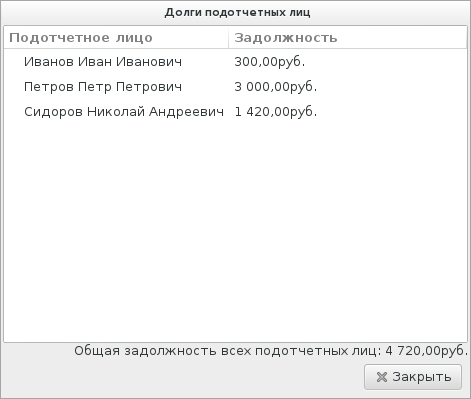 Долги подотчетных лиц
Подотчетное лицо Задолжность
Иванов Иван Иванович 300,00руб.
Петров Петр Петрович 3 000,00руб.
Сидоров Николай Андреевич 1 420,00руб.
Общая задолжность всех подотчетных лиц: 4 720,00руб.
Закрыть